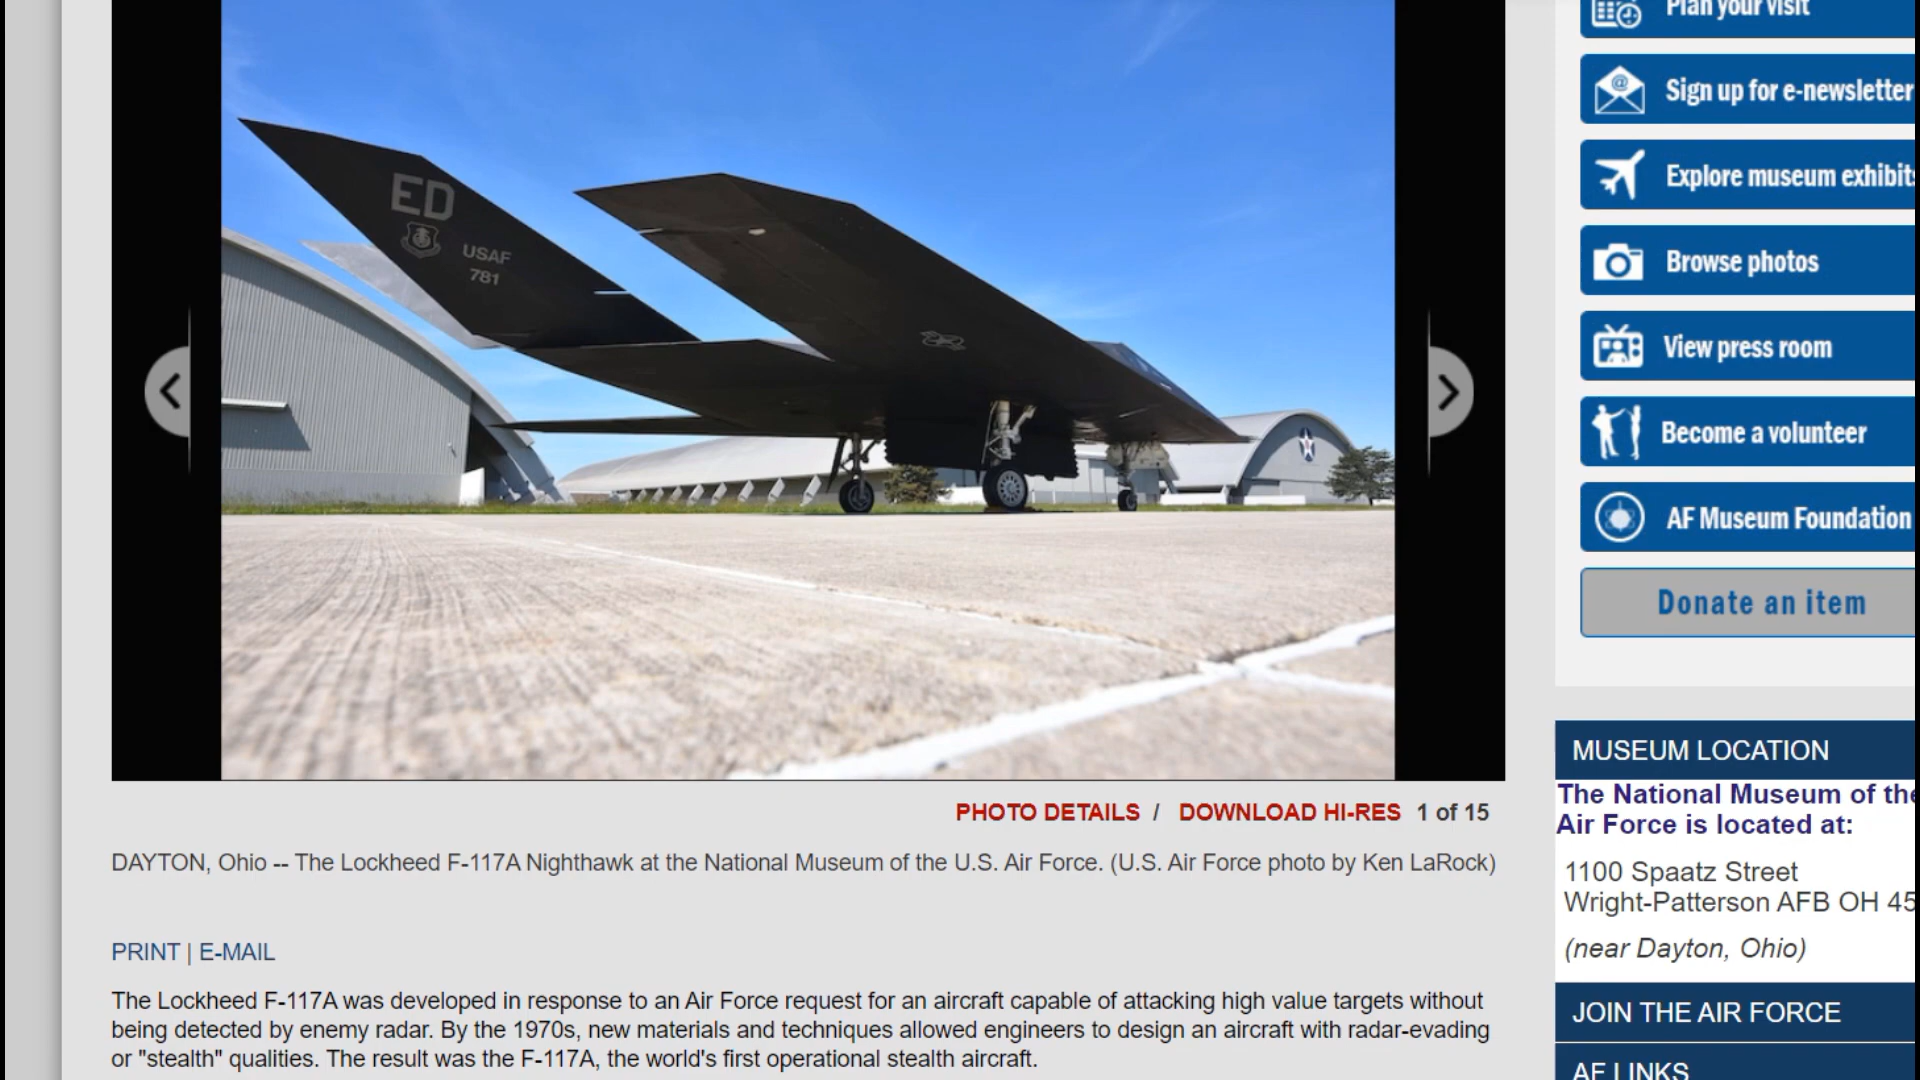 Plan your visit
Sign up for e-newsletter
Explore museum exhibits
Browse photos
View press room
Become a volunteer
AF Museum Foundation
Donate an item
ED
USAF
781
PHOTO DETAILS / DOWNLOAD HI-RES 1 of 15
DAYTON, Ohio -- The Lockheed F-117A Nighthawk at the National Museum of the U.S. Air Force. (U.S. Air Force photo by Ken LaRock)
PRINT | E-MAIL
The Lockheed F-117A was developed in response to an Air Force request for an aircraft capable of attacking high value targets without
being detected by enemy radar. By the 1970s, new materials and techniques allowed engineers to design an aircraft with radar-evading
or "stealth" qualities. The result was the F-117A, the world's first operational stealth aircraft.
MUSEUM LOCATION
The National Museum of the
Air Force is located at:
1100 Spaatz Street
Wright-Patterson AFB OH 45
(near Dayton, Ohio)
JOIN THE AIR FORCE
AF LINKS